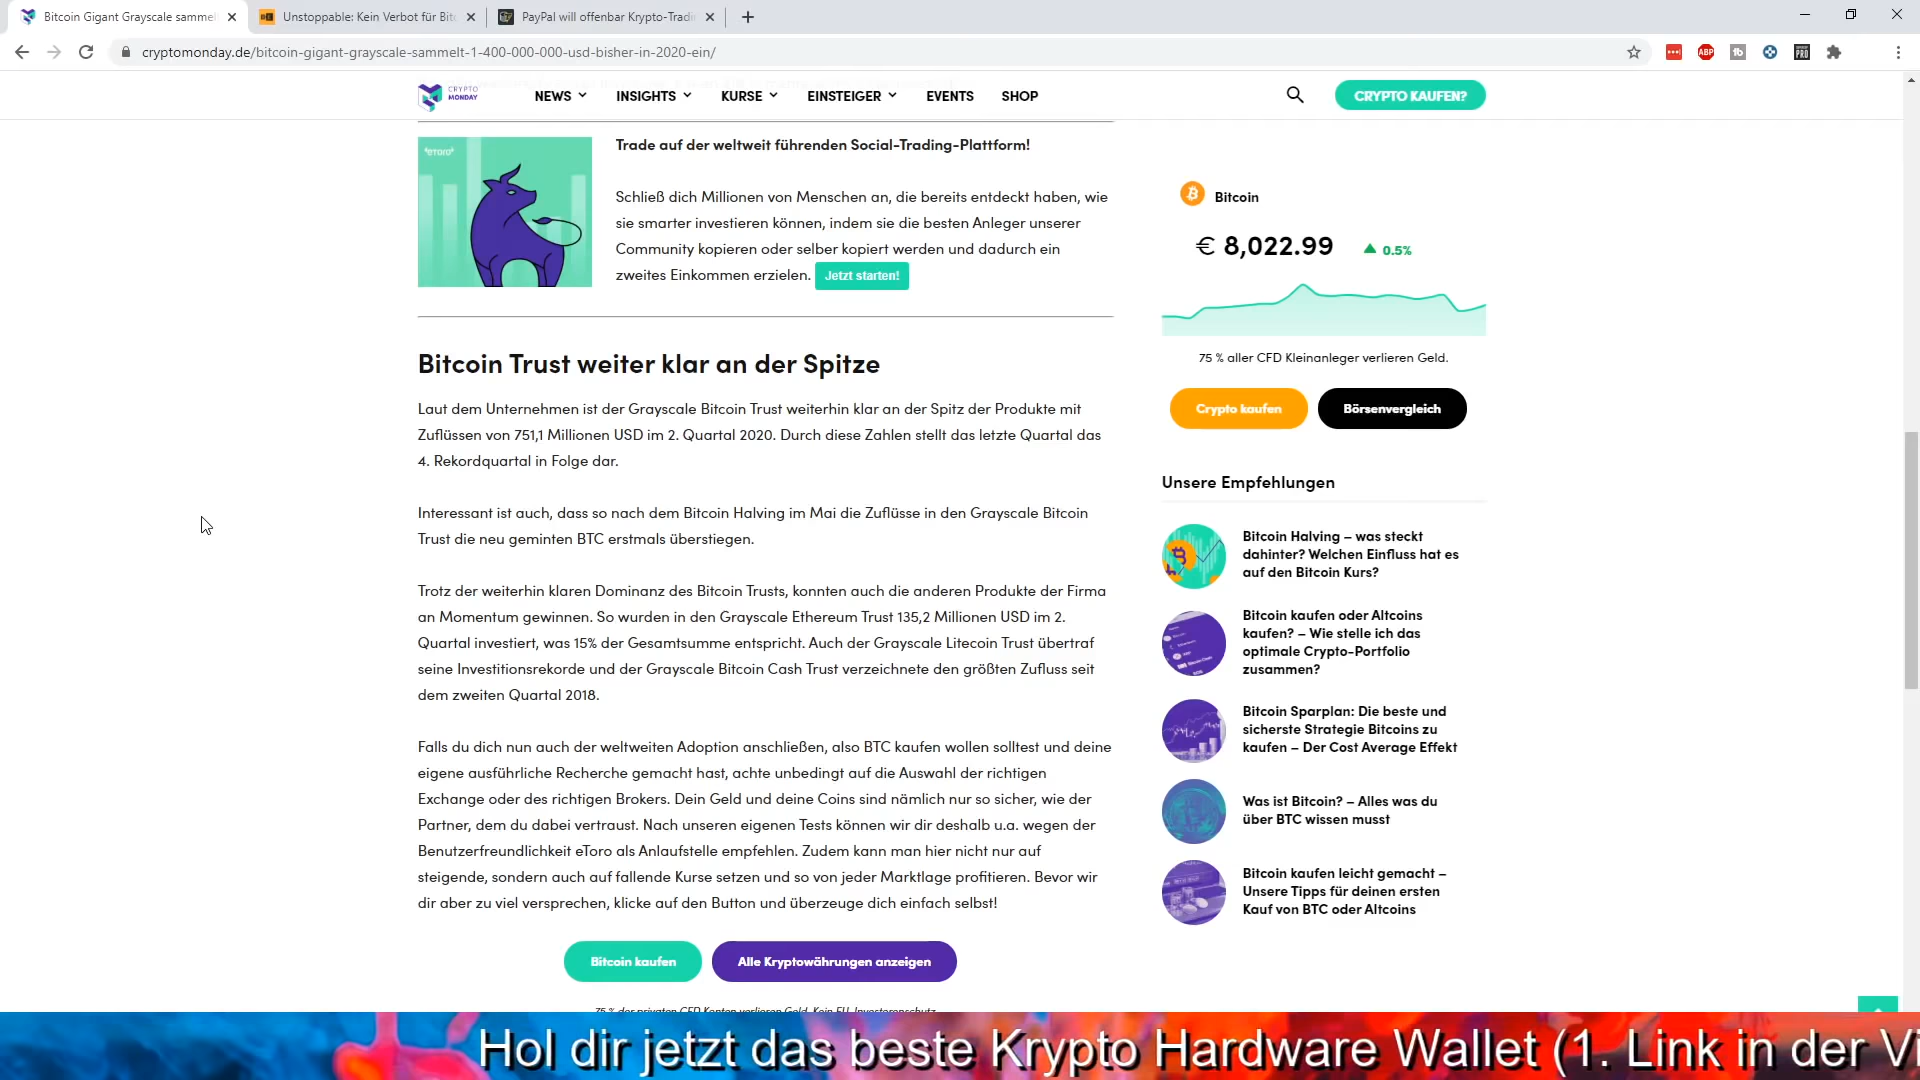 Bitcoin Gigant Grayscale sammel
Unstoppable: Kein Verbot für Bitc
PayPal will offenbar Krypto-Tradi
cryptomonday.de/bitcoin-gigant-grayscale-sammelt-1-400-000-000-usd-bisher-in-2020-ein/
ABP
CRYPTO
MONDAY
NEWS
INSIGHTS
KURSE
EINSTEIGER
EVENTS
SHOP
CRYPTO KAUFEN?
eToro
Trade auf der weltweit führenden Social-Trading-Plattform!
Schließ dich Millionen von Menschen an, die bereits entdeckt haben, wie
sie smarter investieren können, indem sie die besten Anleger unserer
Community kopieren oder selber kopiert werden und dadurch ein
zweites Einkommen erzielen. Jetzt starten!
Bitcoin Trust weiter klar an der Spitze
Laut dem Unternehmen ist der Grayscale Bitcoin Trust weiterhin klar an der Spitz der Produkte mit
Zuflüssen von 751,1 Millionen USD im 2. Quartal 2020. Durch diese Zahlen stellt das letzte Quartal das
4. Rekordquartal in Folge dar.
Interessant ist auch, dass so nach dem Bitcoin Halving im Mai die Zuflüsse in den Grayscale Bitcoin
Trust die neu geminten BTC erstmals überstiegen.
Trotz der weiterhin klaren Dominanz des Bitcoin Trusts, konnten auch die anderen Produkte der Firma
an Momentum gewinnen. So wurden in den Grayscale Ethereum Trust 135,2 Millionen USD im 2.
Quartal investiert, was 15% der Gesamtsumme entspricht. Auch der Grayscale Litecoin Trust übertraf
seine Investitionsrekorde und der Grayscale Bitcoin Cash Trust verzeichnete den größten Zufluss seit
dem zweiten Quartal 2018.
Falls du dich nun auch der weltweiten Adoption anschließen, also BTC kaufen wollen solltest und deine
eigene ausführliche Recherche gemacht hast, achte unbedingt auf die Auswahl der richtigen
Exchange oder des richtigen Brokers. Dein Geld und deine Coins sind nämlich nur so sicher, wie der
Partner, dem du dabei vertraust. Nach unseren eigenen Tests können wir dir deshalb u.a. wegen der
Benutzerfreundlichkeit eToro als Anlaufstelle empfehlen. Zudem kann man hier nicht nur auf
steigende, sondern auch auf fallende Kurse setzen und so von jeder Marktlage profitieren. Bevor wir
dir aber zu viel versprechen, klicke auf den Button und überzeuge dich einfach selbst!
Bitcoin kaufen
Alle Kryptowährungen anzeigen
75 % der privaten CFD Konten verlieren Geld. Kein EU-Investorenschutz.
Bitcoin
€ 8,022.99
0.5%
75 % aller CFD Kleinanleger verlieren Geld.
Crypto kaufen
Börsenvergleich
Unsere Empfehlungen
Bitcoin Halving – was steckt
dahinter? Welchen Einfluss hat es
auf den Bitcoin Kurs?
Bitcoin kaufen oder Altcoins
kaufen? – Wie stelle ich das
optimale Crypto-Portfolio
zusammen?
Bitcoin Sparplan: Die beste und
sicherste Strategie Bitcoins zu
kaufen – Der Cost Average Effekt
Was ist Bitcoin? – Alles was du
über BTC wissen musst
Bitcoin kaufen leicht gemacht –
Unsere Tipps für deinen ersten
Kauf von BTC oder Altcoins
Hol dir jetzt das beste Krypto Hardware Wallet (1. Link in der Vi